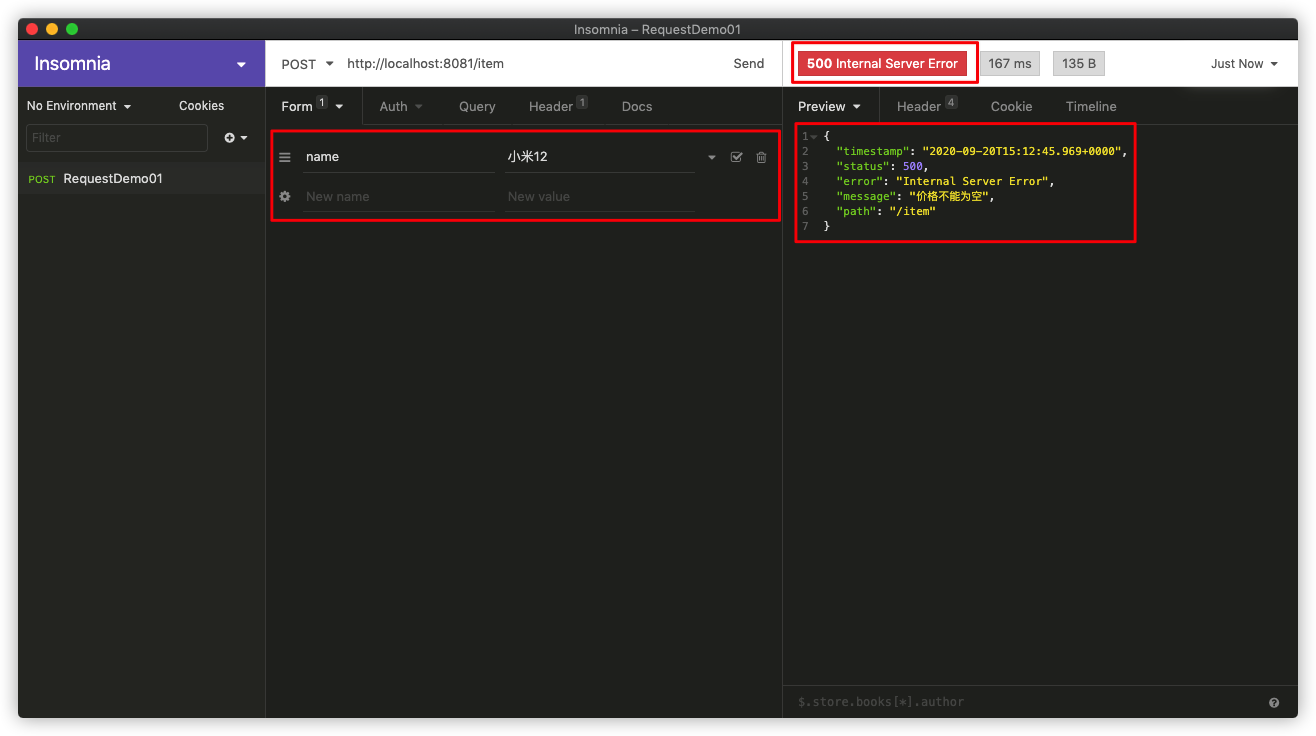 Insomnia – RequestDemo01
Insomnia
POST http://localhost:8081/item Send
500 Internal Server Error 167 ms 135 B Just Now
No Environment Cookies
Form 1 Auth Query Header 1 Docs
Preview Header 4 Cookie Timeline
Filter
POST RequestDemo01
name 小米12
New name New value
1 {
2 "timestamp": "2020-09-20T15:12:45.969+0000",
3 "status": 500,
4 "error": "Internal Server Error",
5 "message": "价格不能为空",
6 "path": "/item"
7 }
$.store.books[*].author